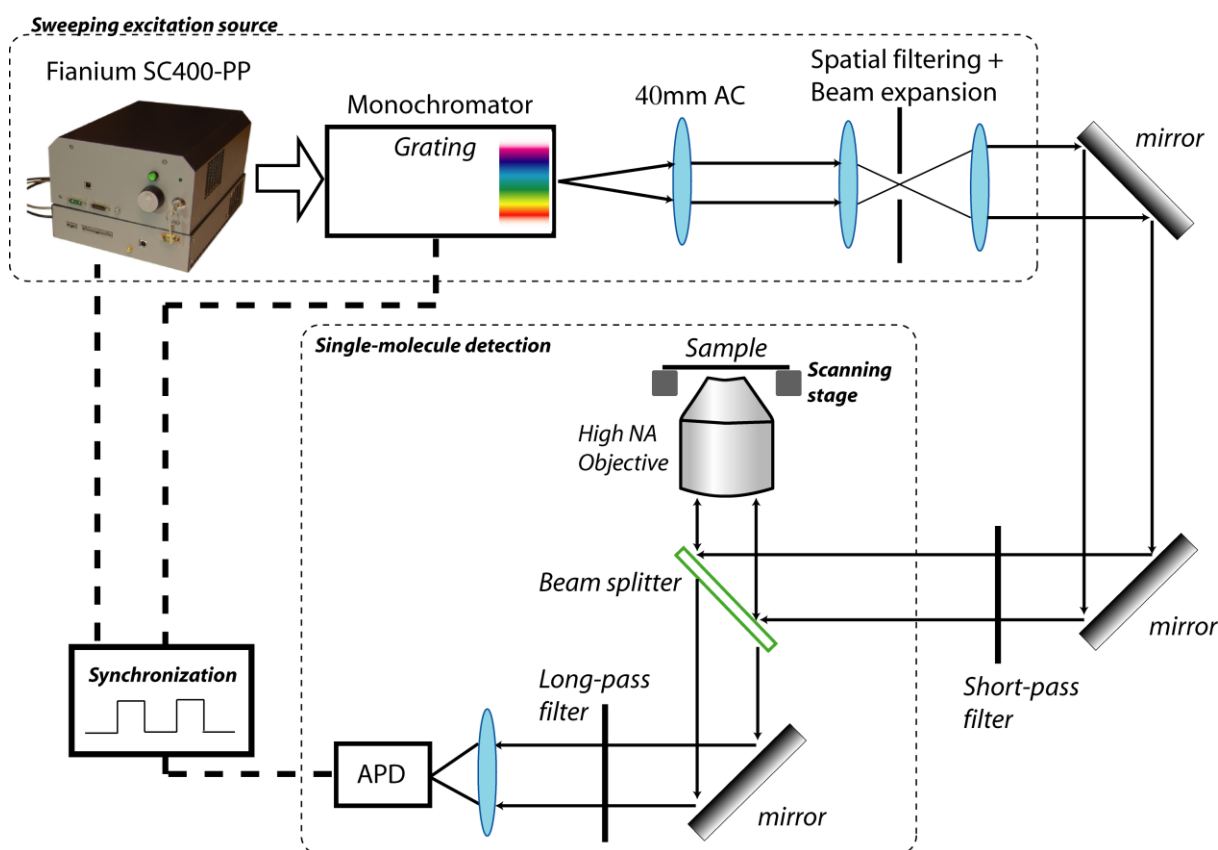 Sweeping excitation source
Fianium SC400-PP
Monochromator
Grating
40mm AC
Spatial filtering +
Beam expansion
mirror
Single-molecule detection
Sample
Scanning
stage
High NA
Objective
Beam splitter
mirror
Short-pass
filter
Synchronization
Long-pass
filter
APD
mirror